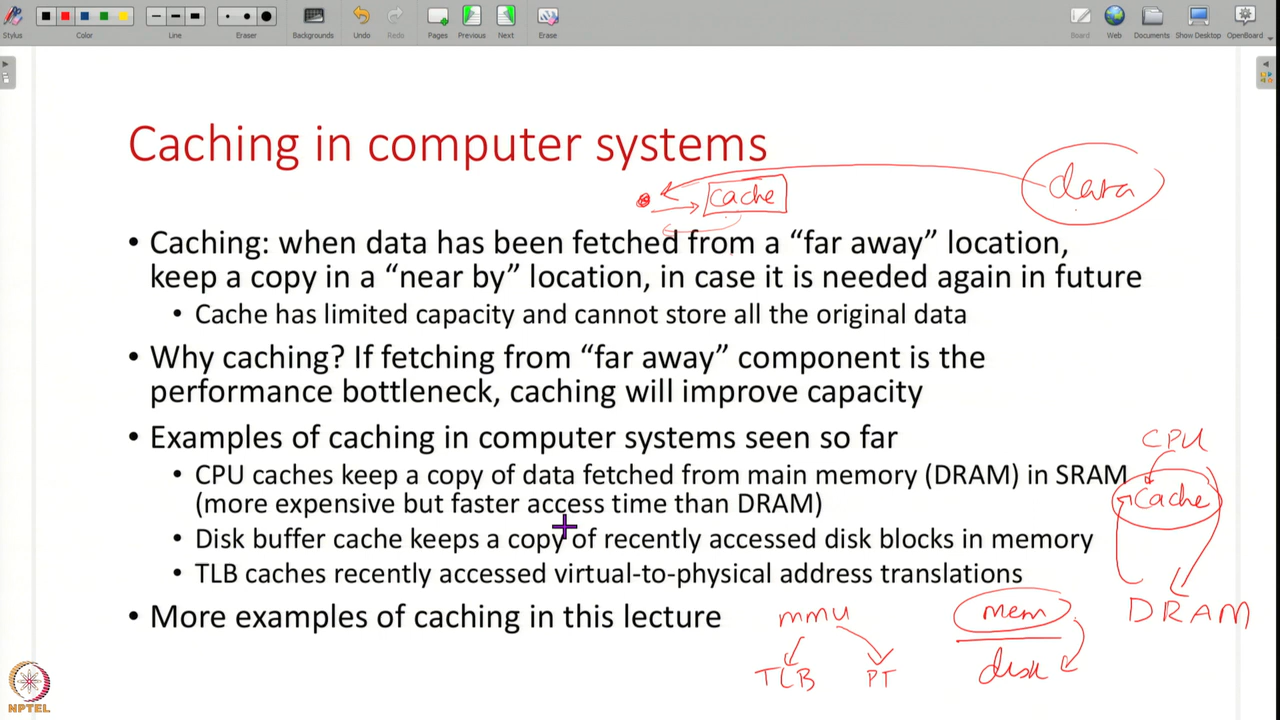 Stylus
Color
Line
Eraser
Backgrounds
Undo
Redo
Pages
Previous
Next
Erase
Board
Web
Documents
Show Desktop
OpenBoard
Caching in computer systems
data
cache
• Caching: when data has been fetched from a “far away” location,
keep a copy in a “near by” location, in case it is needed again in future
• Cache has limited capacity and cannot store all the original data
• Why caching? If fetching from “far away” component is the
performance bottleneck, caching will improve capacity
• Examples of caching in computer systems seen so far
CPU
• CPU caches keep a copy of data fetched from main memory (DRAM) in SRAM
(more expensive but faster access time than DRAM)
cache
• Disk buffer cache keeps a copy of recently accessed disk blocks in memory
• TLB caches recently accessed virtual-to-physical address translations
• More examples of caching in this lecture
mmu
mem
DRAM
TLB
PT
disk
NPTEL